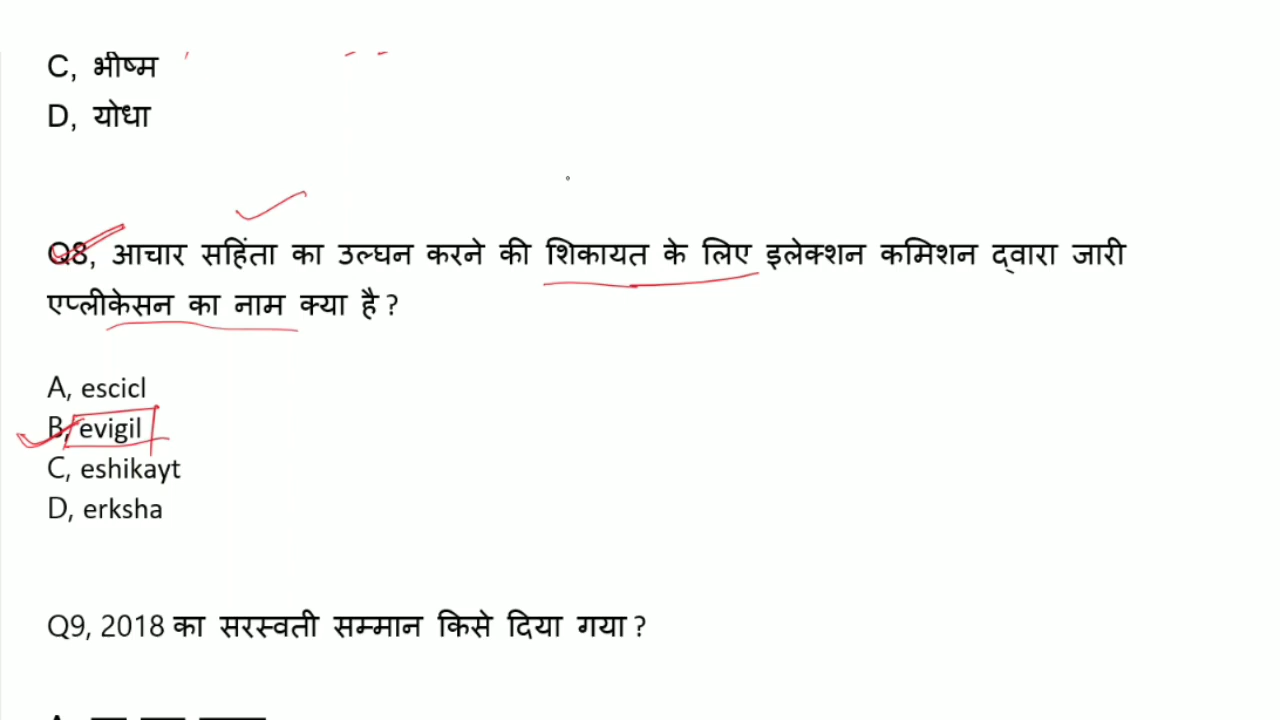 C, भीष्म
D, योधा
Q8, आचार सहिंता का उल्घन करने की शिकायत के लिए इलेक्शन कमिशन द्वारा जारी
एप्लीकेसन का नाम क्या है ?
A, escicl
B, evigil
C, eshikayt
D, erksha
Q9, 2018 का सरस्वती सम्मान किसे दिया गया ?